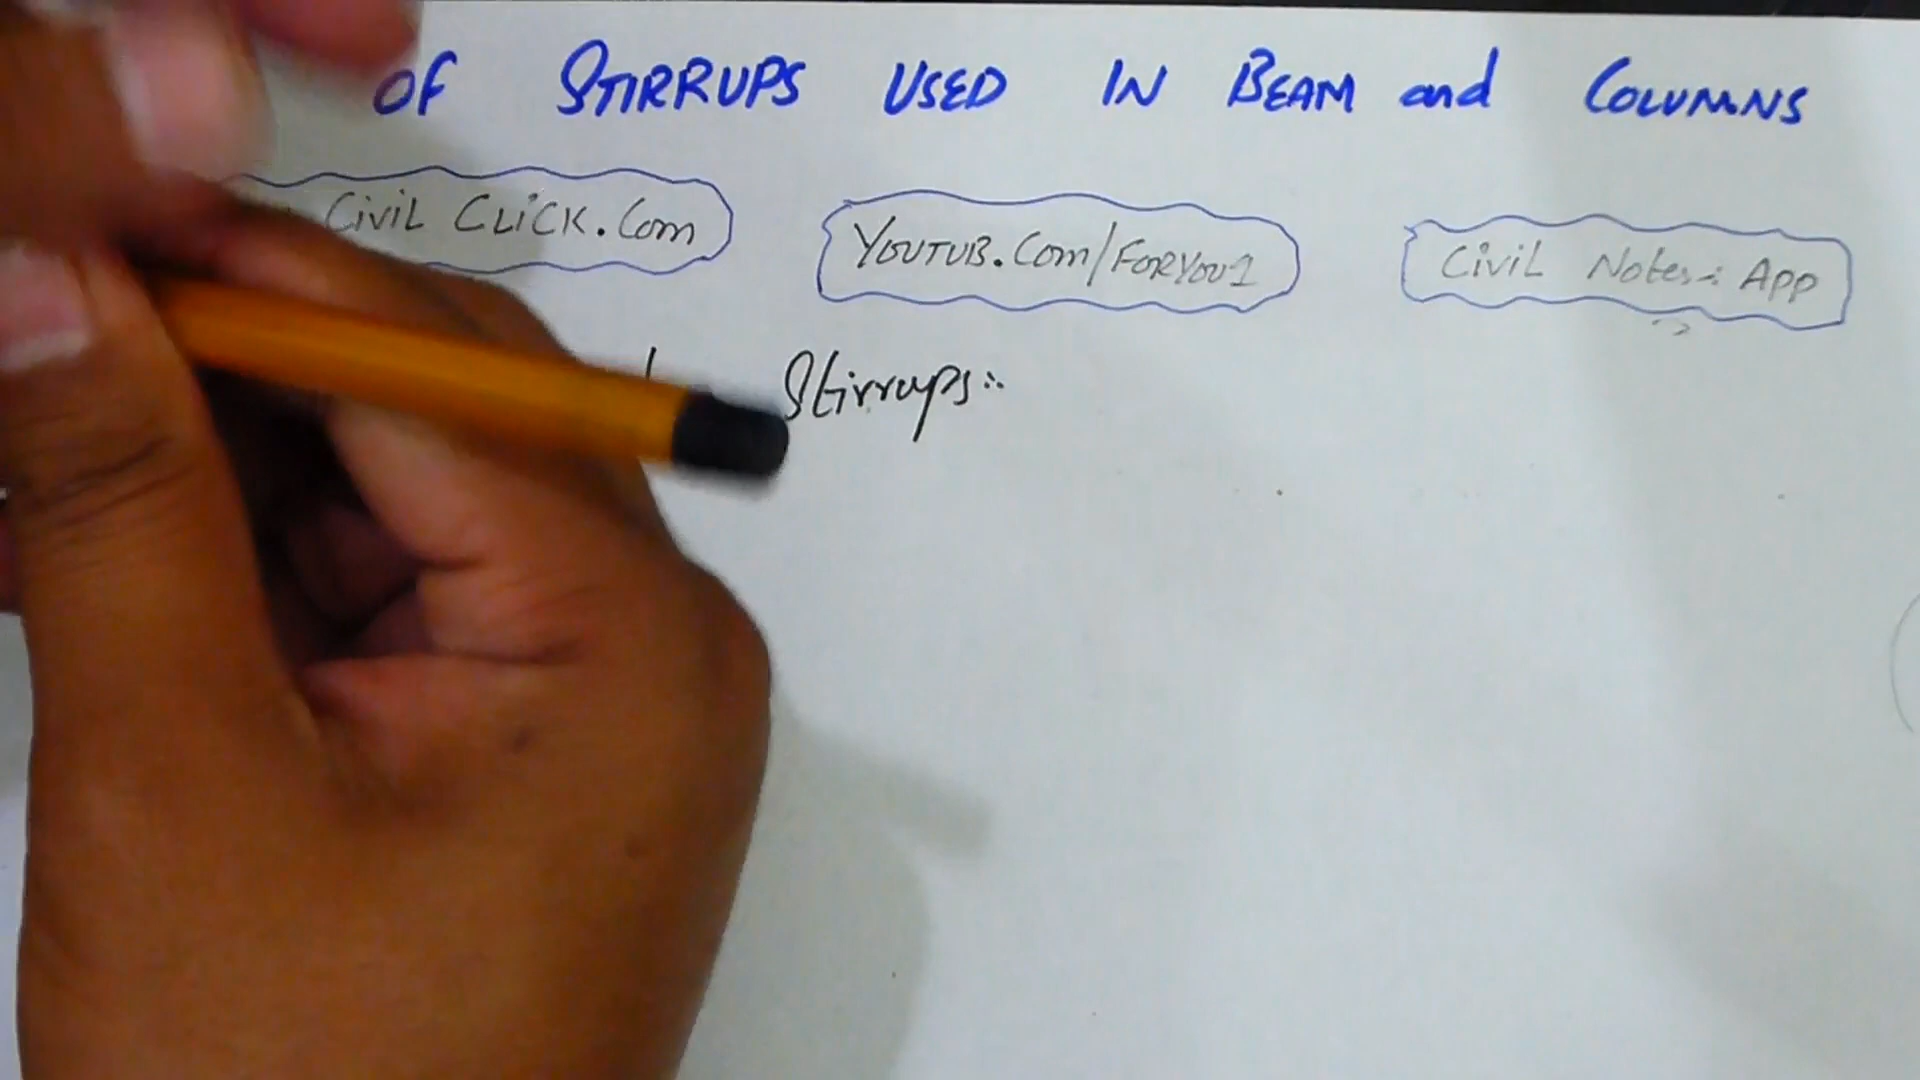 OF STIRRUPS USED IN BEAM and COLUMNS
CiviL CLiCK.Com
YOUTUB.Com/FORYOU1
CiviL Notes: App
Stirrups: